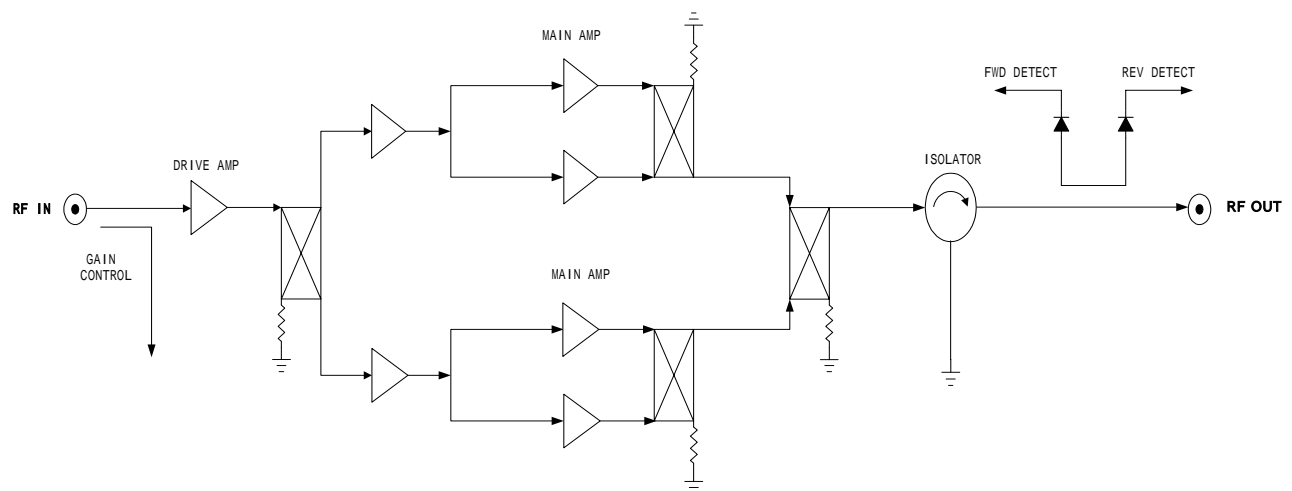 MAIN AMP
FWD DETECT
REV DETECT
DRIVE AMP
ISOLATOR
RF IN
RF OUT
GAIN
CONTROL
MAIN AMP